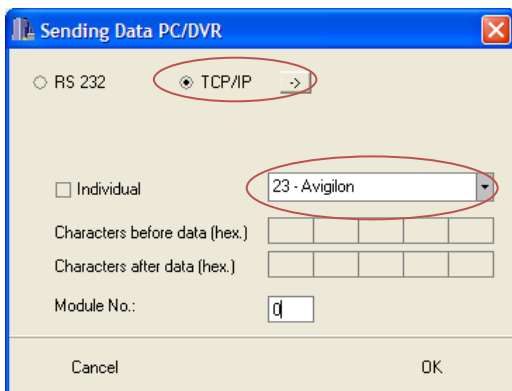 Sending Data PC/DVR
RS 232 TCP/IP ->
Individual 23 - Avigilon
Characters before data (hex.)
Characters after data (hex.)
Module No.: 0
Cancel OK